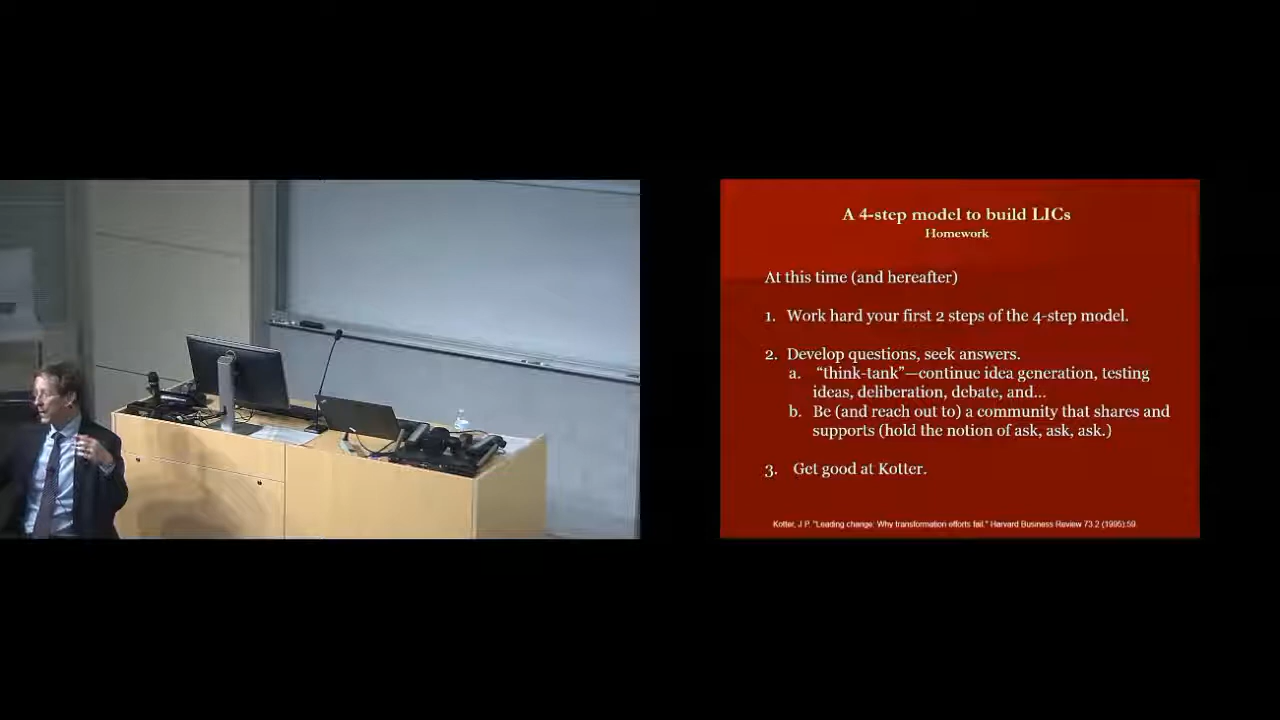 A 4-step model to build LICs
Homework
At this time (and hereafter)
1. Work hard your first 2 steps of the 4-step model.
2. Develop questions, seek answers.
a. “think-tank”—continue idea generation, testing
ideas, deliberation, debate, and...
b. Be (and reach out to) a community that shares and
supports (hold the notion of ask, ask, ask.)
3. Get good at Kotter.
Kotter, J P. "Leading change: Why transformation efforts fail." Harvard Business Review 73.2 (1995):59.